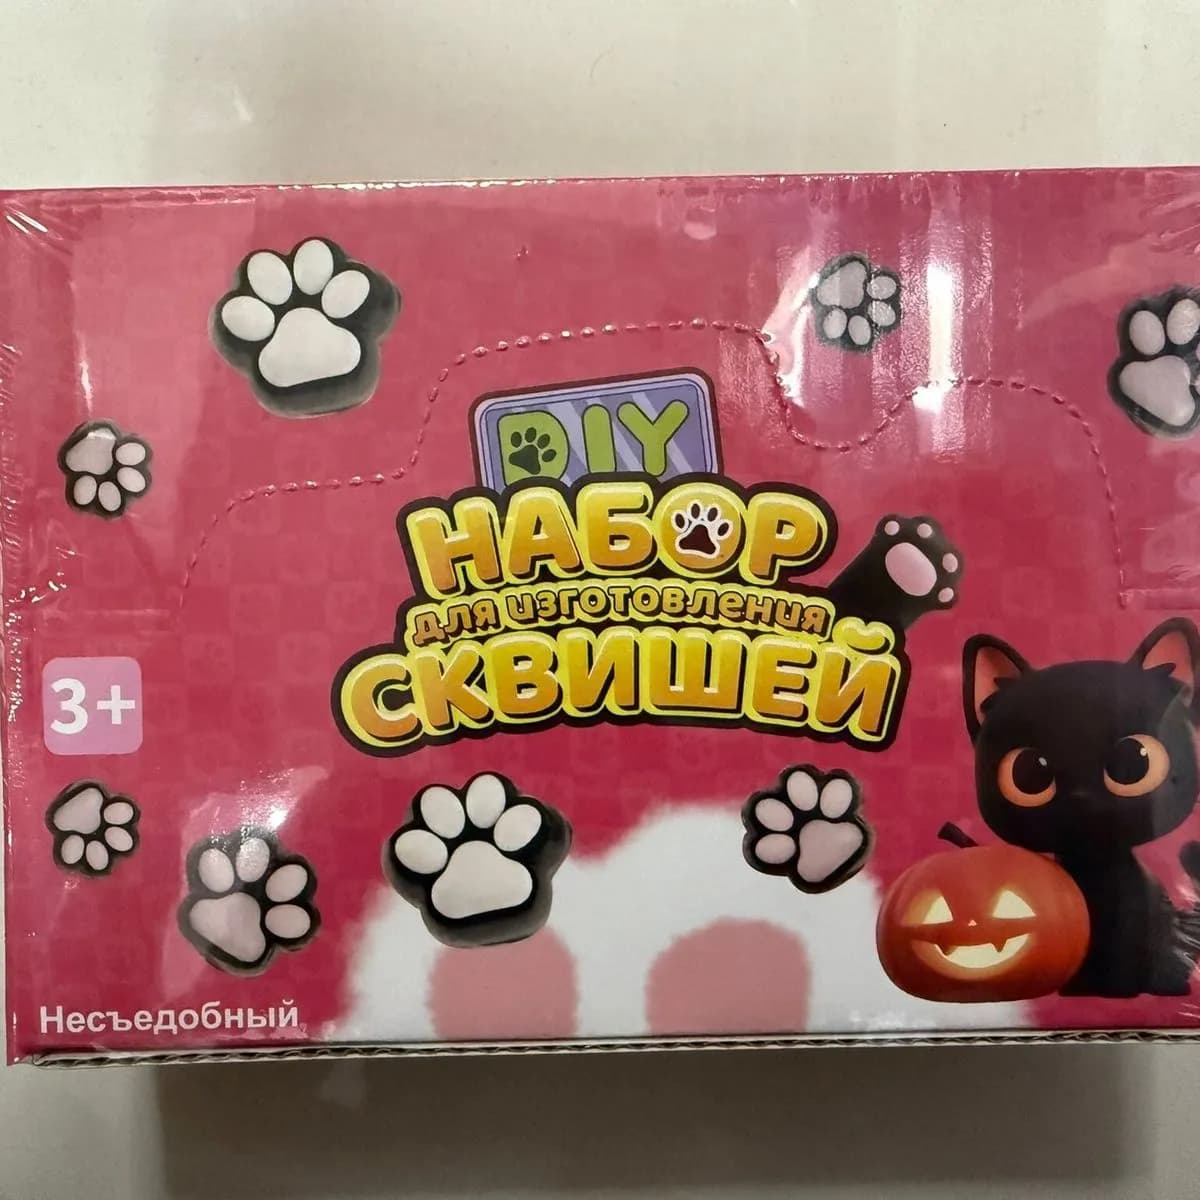 DIY
НАБОР
для изготовления
СКВИШЕЙ
3+
Несъедобный